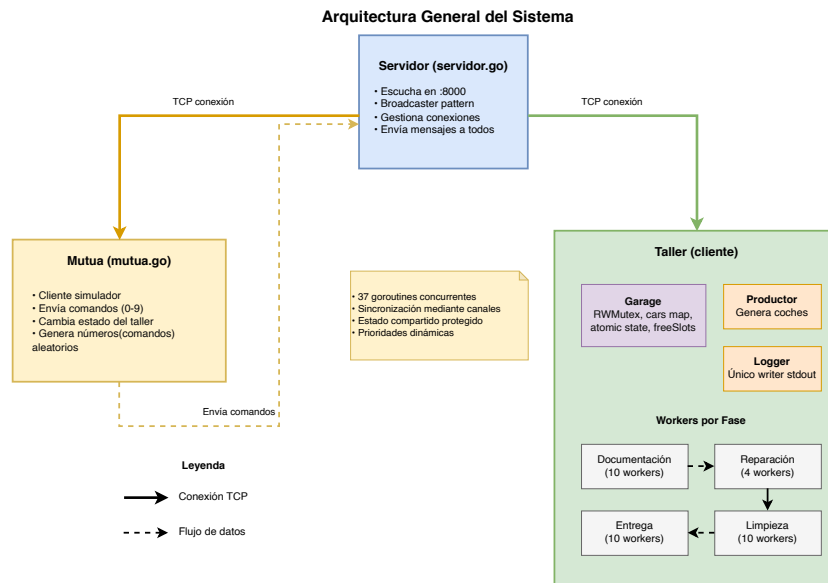 Arquitectura General del Sistema
Servidor (servidor.go)
• Escucha en :8000
• Broadcaster pattern
• Gestiona conexiones
• Envía mensajes a todos
TCP conexión
TCP conexión
Mutua (mutua.go)
• Cliente simulador
• Envía comandos (0-9)
• Cambia estado del taller
• Genera números(comandos)
aleatorios
• 37 goroutines concurrentes
• Sincronización mediante canales
• Estado compartido protegido
• Prioridades dinámicas
Taller (cliente)
Garage
RWMutex, cars map,
atomic state, freeSlots
Productor
Genera coches
Logger
Único writer stdout
Workers por Fase
Documentación
(10 workers)
Reparación
(4 workers)
Entrega
(10 workers)
Limpieza
(10 workers)
Envía comandos
Leyenda
Conexión TCP
Flujo de datos